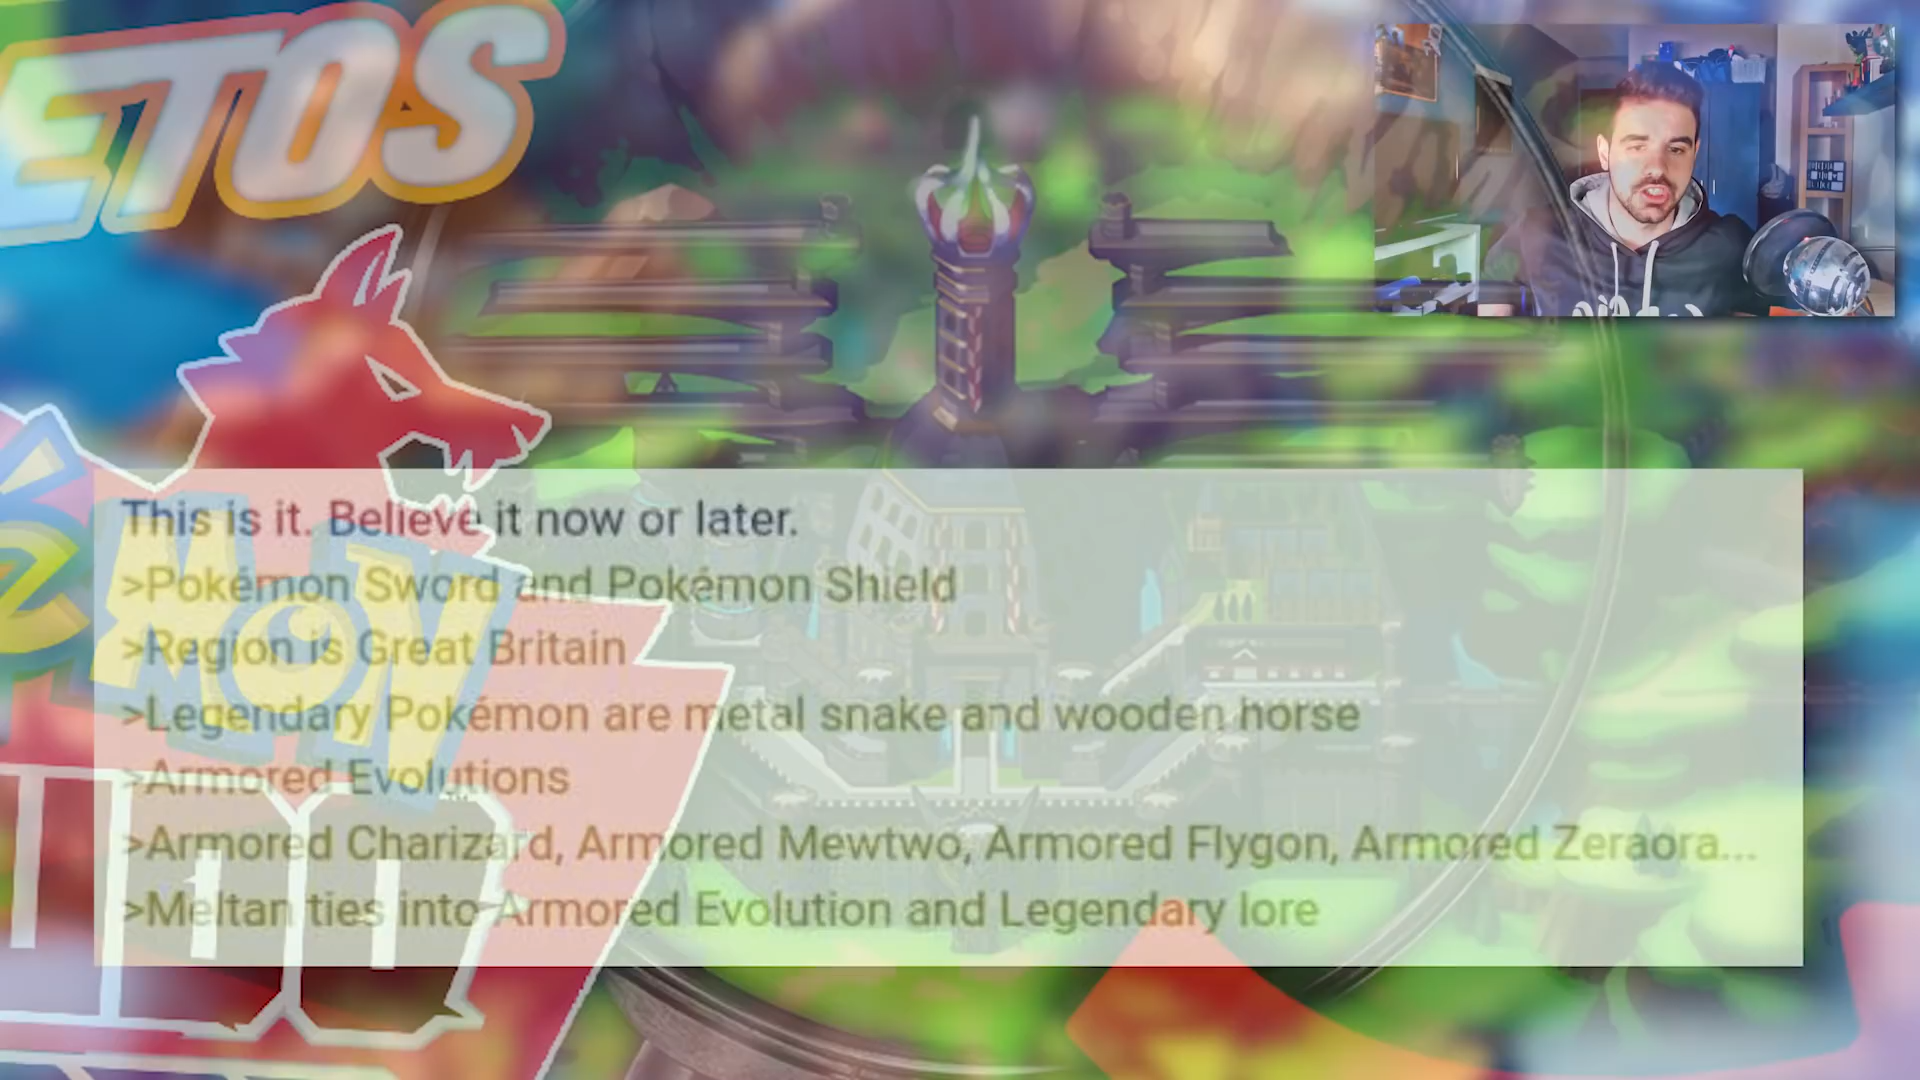 ETOS
MON
This is it. Believe it now or later.
>Pokémon Sword and Pokémon Shield
>Region is Great Britain
>Legendary Pokémon are metal snake and wooden horse
>Armored Evolutions
>Armored Charizard, Armored Mewtwo, Armored Flygon, Armored Zeraora...
>Meltan ties into Armored Evolution and Legendary lore